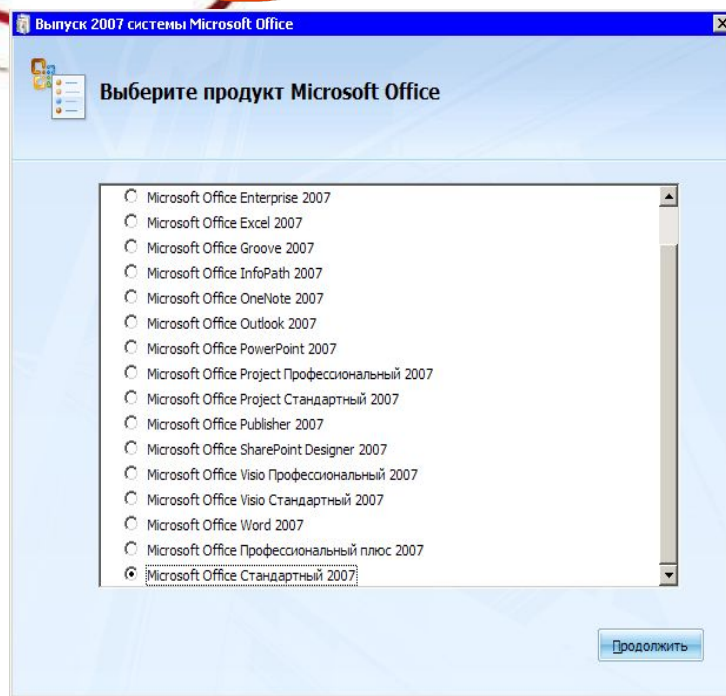 Выпуск 2007 системы Microsoft Office
Выберите продукт Microsoft Office
Microsoft Office Enterprise 2007
Microsoft Office Excel 2007
Microsoft Office Groove 2007
Microsoft Office InfoPath 2007
Microsoft Office OneNote 2007
Microsoft Office Outlook 2007
Microsoft Office PowerPoint 2007
Microsoft Office Project Профессиональный 2007
Microsoft Office Project Стандартный 2007
Microsoft Office Publisher 2007
Microsoft Office SharePoint Designer 2007
Microsoft Office Visio Профессиональный 2007
Microsoft Office Visio Стандартный 2007
Microsoft Office Word 2007
Microsoft Office Профессиональный плюс 2007
Microsoft Office Стандартный 2007
Продолжить